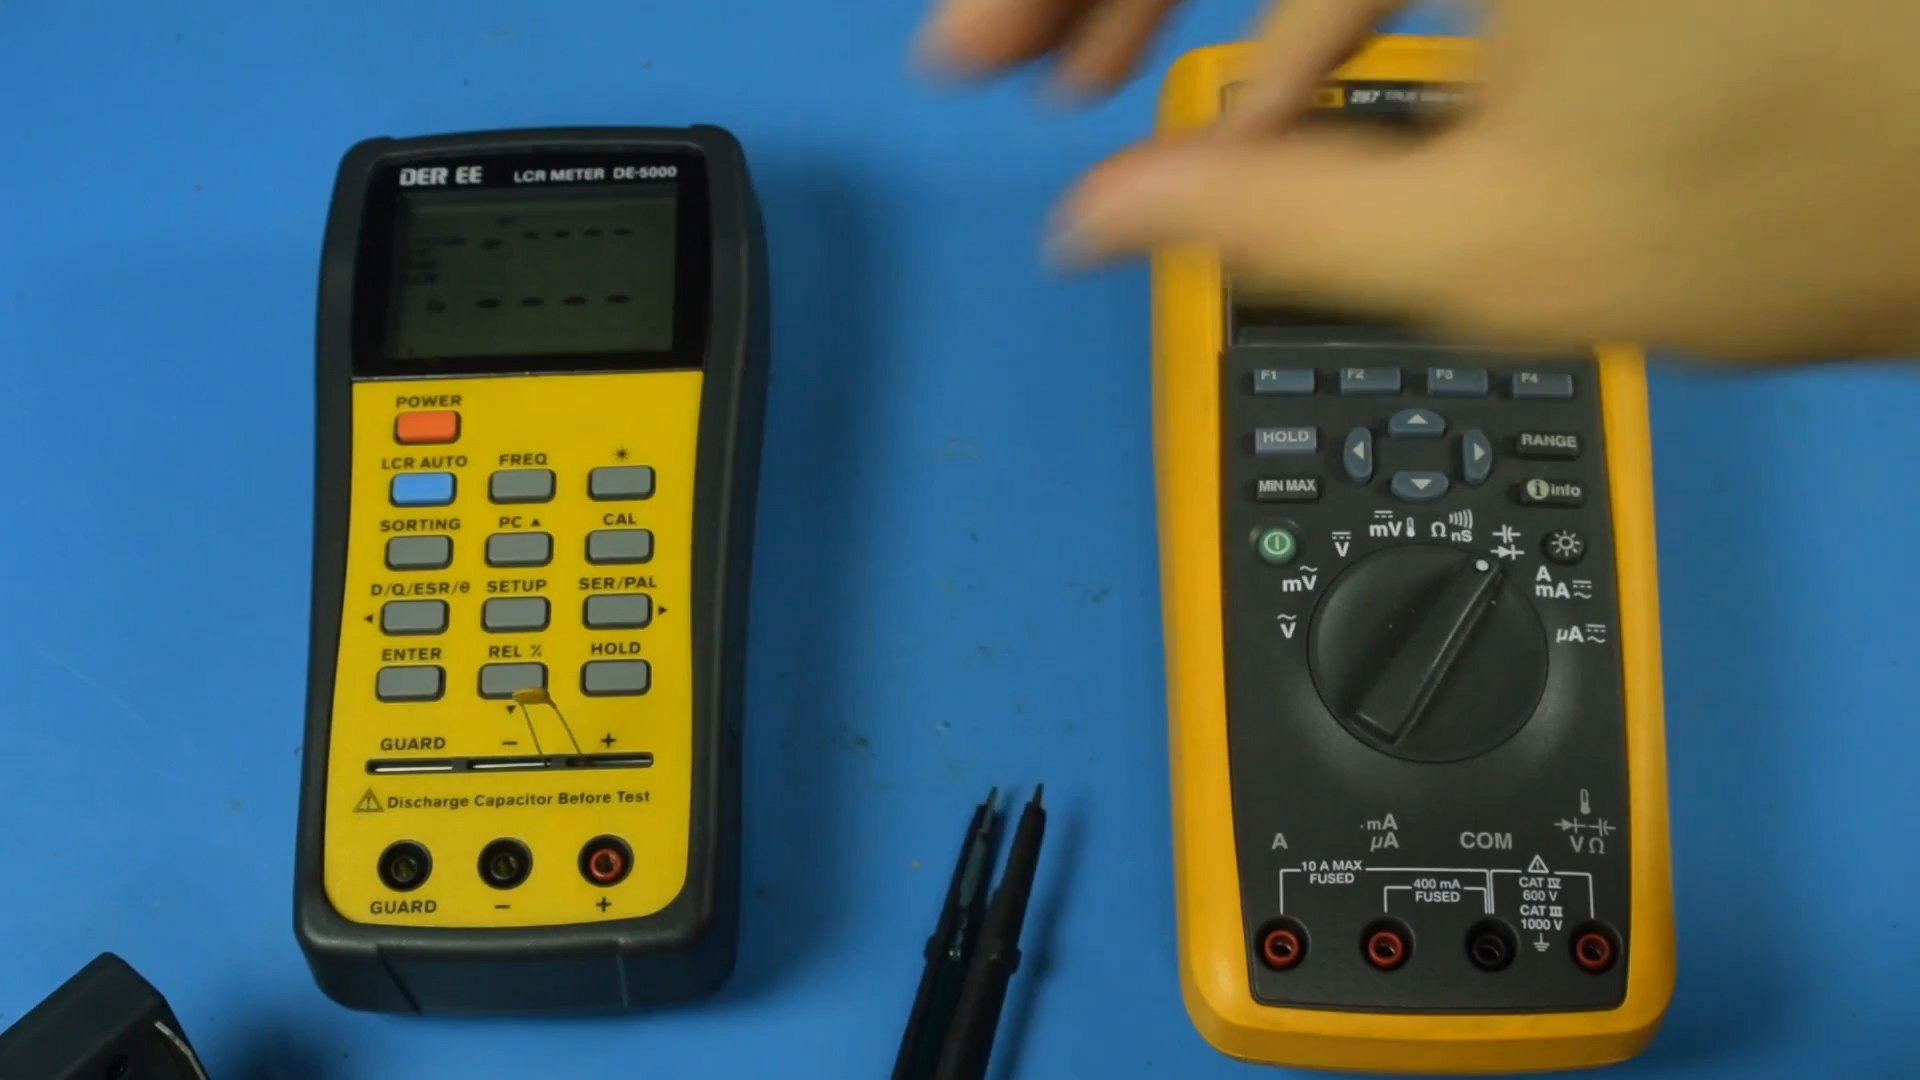 DER EE LCR METER DE-5000
POWER
LCR AUTO FREQ
SORTING PC ▲ CAL
D/Q/ESR/θ SETUP SER/PAL
ENTER REL % HOLD
GUARD − +
Discharge Capacitor Before Test
GUARD − +
287 TRUE
F1 F2 F3 F4
HOLD RANGE
MIN MAX info
mV Ω nS
V
mV
V
A
mA
µA
A mA
µA COM V Ω
10 A MAX
FUSED
400 mA
FUSED
CAT IV
600 V
CAT III
1000 V